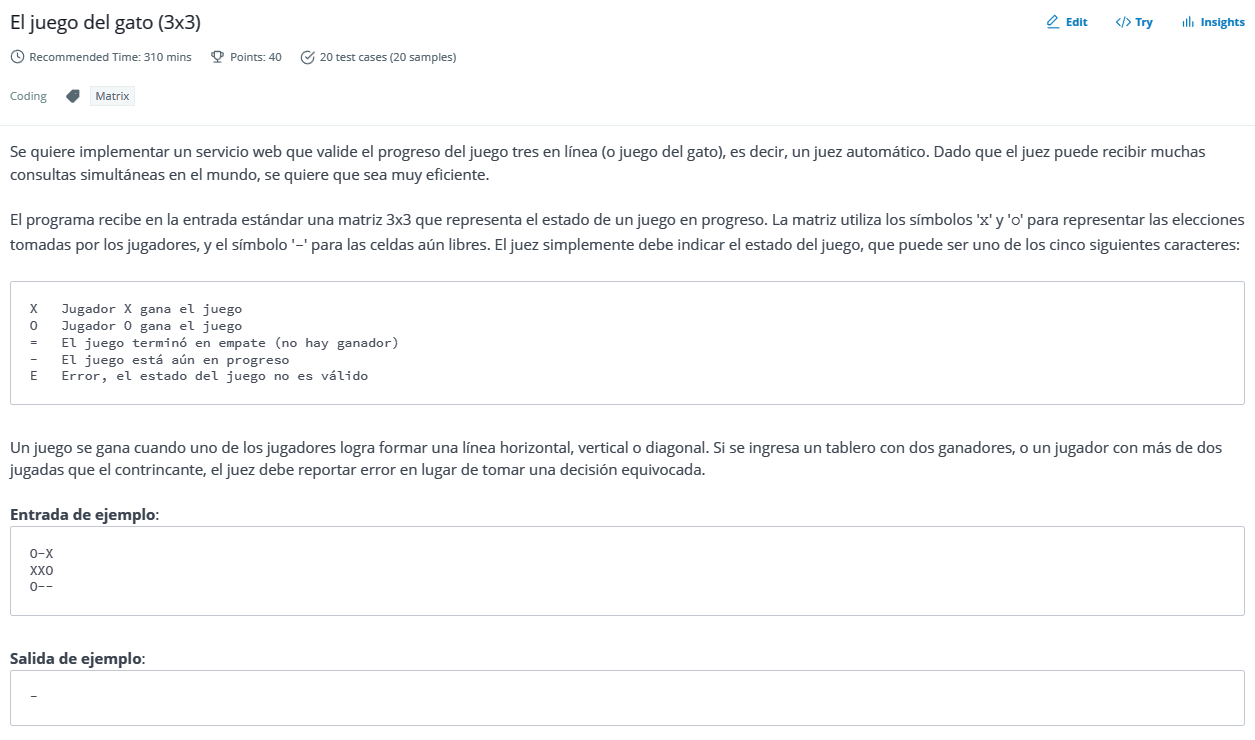 El juego del gato (3x3)
Edit
Try
Insights
Recommended Time: 310 mins
Points: 40
20 test cases (20 samples)
Coding
Matrix
Se quiere implementar un servicio web que valide el progreso del juego tres en línea (o juego del gato), es decir, un juez automático. Dado que el juez puede recibir muchas
consultas simultáneas en el mundo, se quiere que sea muy eficiente.
El programa recibe en la entrada estándar una matriz 3x3 que representa el estado de un juego en progreso. La matriz utiliza los símbolos 'x' y 'o' para representar las elecciones
tomadas por los jugadores, y el símbolo '–' para las celdas aún libres. El juez simplemente debe indicar el estado del juego, que puede ser uno de los cinco siguientes caracteres:
X Jugador X gana el juego
O Jugador O gana el juego
= El juego terminó en empate (no hay ganador)
– El juego está aún en progreso
E Error, el estado del juego no es válido
Un juego se gana cuando uno de los jugadores logra formar una línea horizontal, vertical o diagonal. Si se ingresa un tablero con dos ganadores, o un jugador con más de dos
jugadas que el contrincante, el juez debe reportar error en lugar de tomar una decisión equivocada.
Entrada de ejemplo:
O–X
XXO
O––
Salida de ejemplo:
–